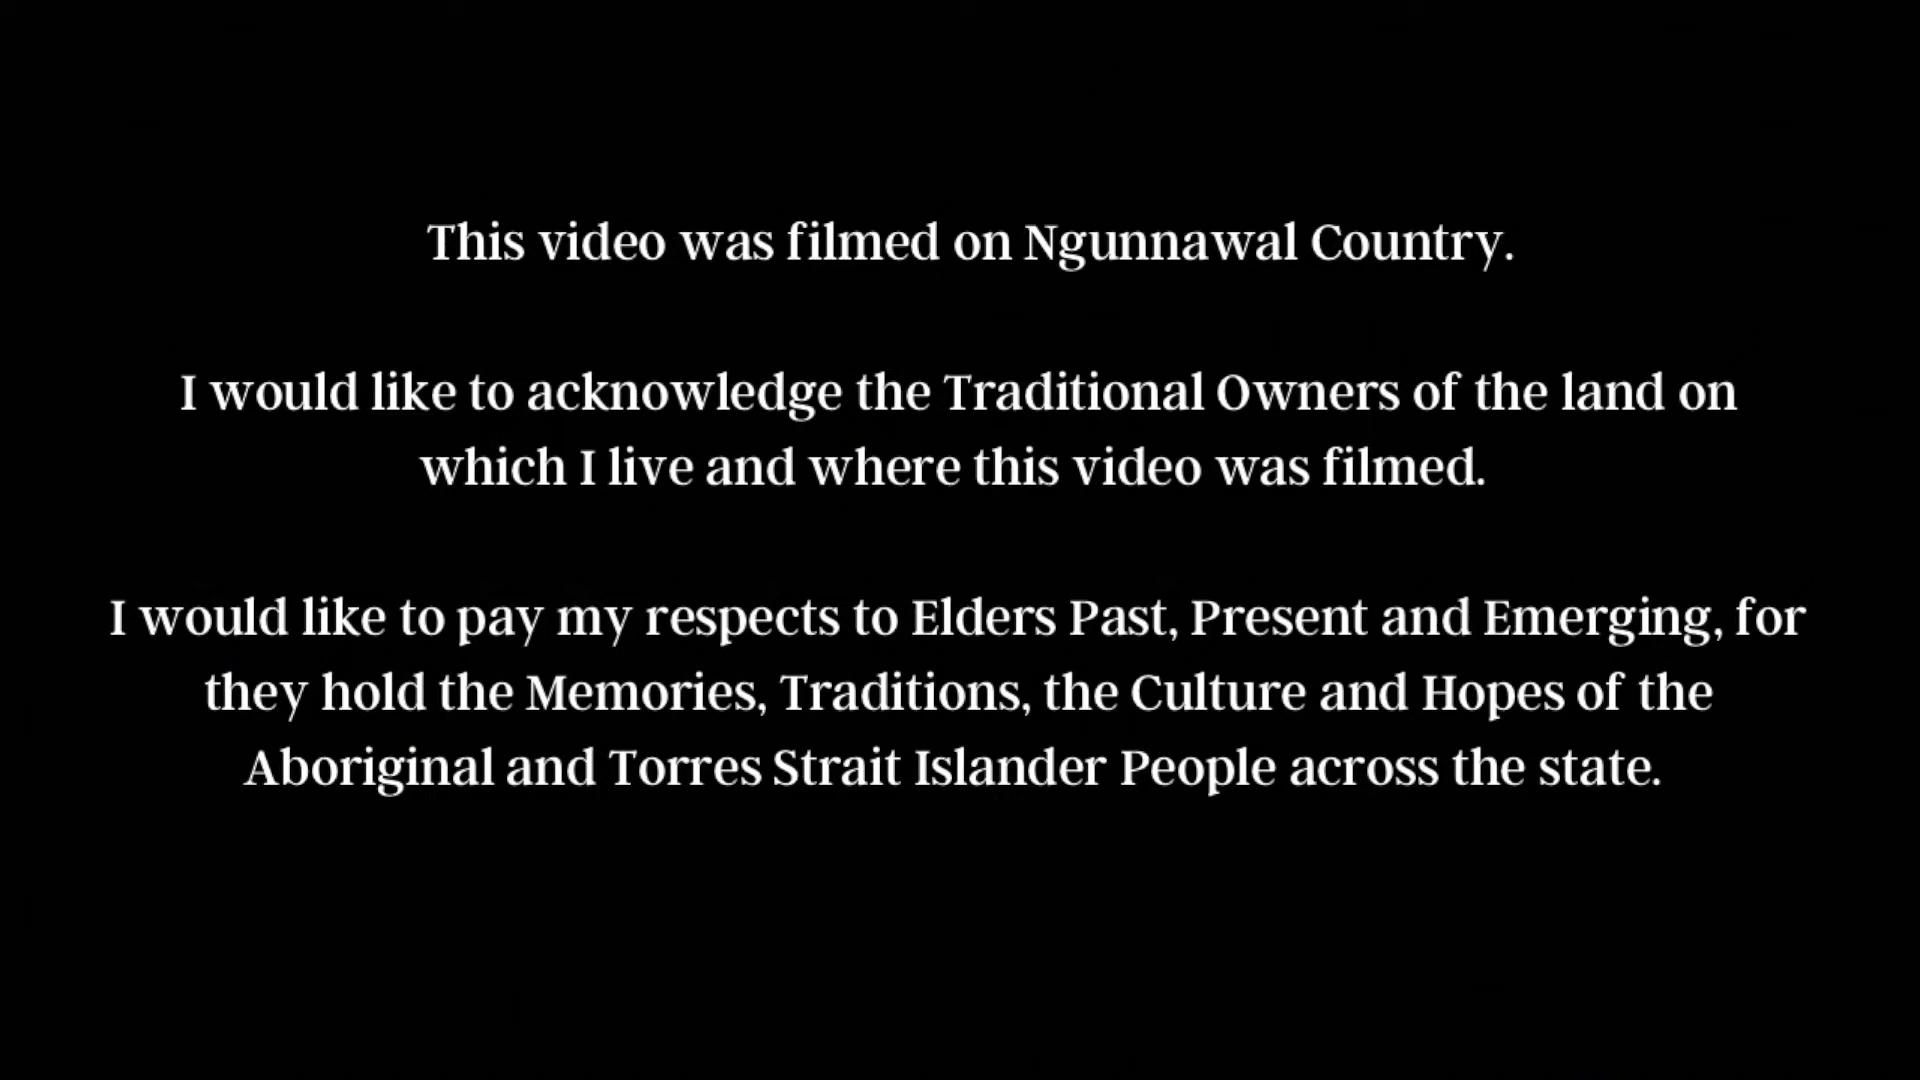 This video was filmed on Ngunnawal Country.
I would like to acknowledge the Traditional Owners of the land on
which I live and where this video was filmed.
I would like to pay my respects to Elders Past, Present and Emerging, for
they hold the Memories, Traditions, the Culture and Hopes of the
Aboriginal and Torres Strait Islander People across the state.